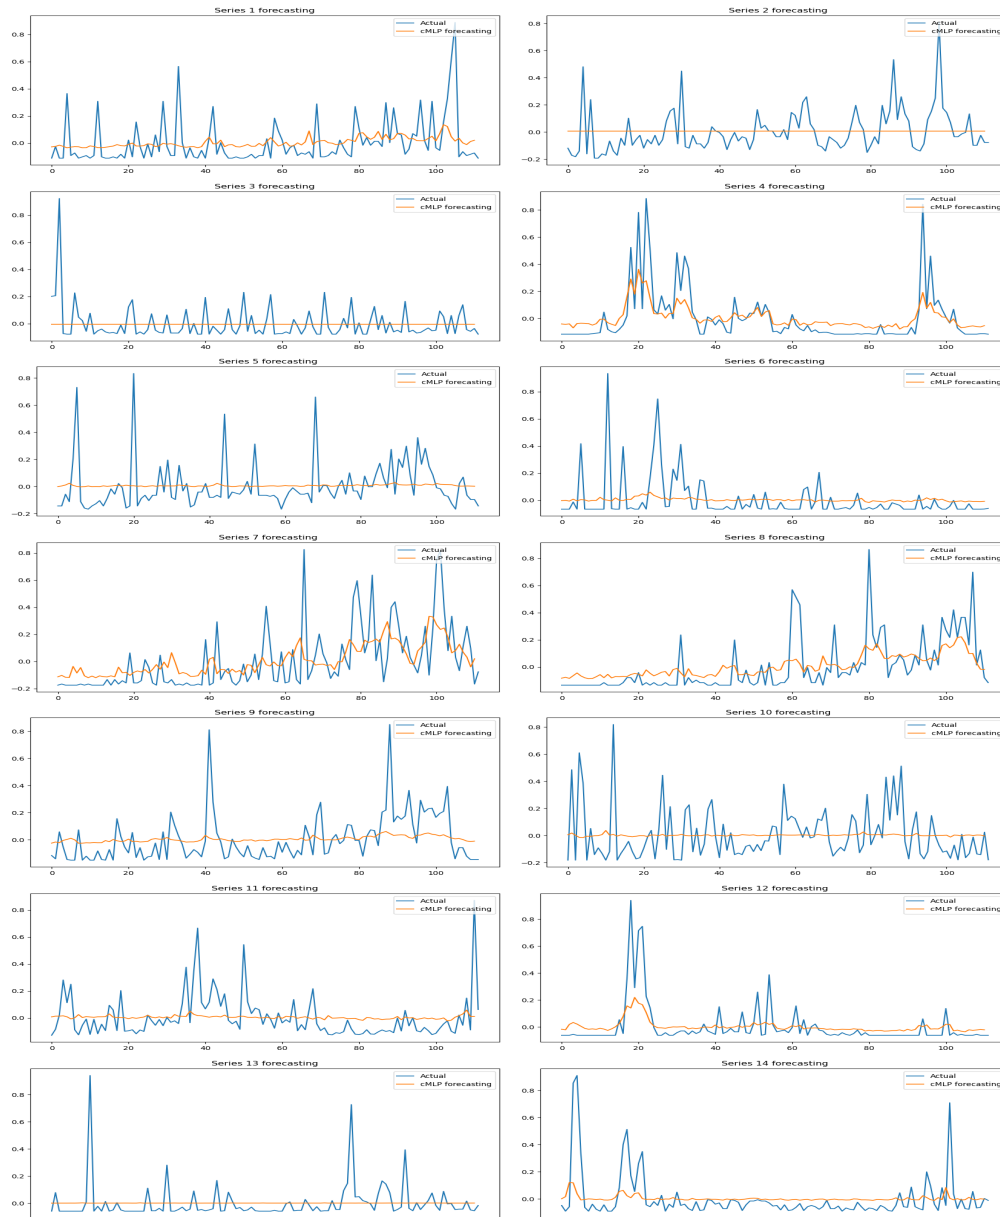 Series 1 forecasting
Actual
cMLP forecasting
0.8
0.6
0.4
0.2
0.0
0 20 40 60 80 100
Series 2 forecasting
Actual
cMLP forecasting
0.8
0.6
0.4
0.2
0.0
−0.2
0 20 40 60 80 100
Series 3 forecasting
Actual
cMLP forecasting
0.8
0.6
0.4
0.2
0.0
0 20 40 60 80 100
Series 4 forecasting
Actual
cMLP forecasting
0.8
0.6
0.4
0.2
0.0
0 20 40 60 80 100
Series 5 forecasting
Actual
cMLP forecasting
0.8
0.6
0.4
0.2
0.0
−0.2
0 20 40 60 80 100
Series 6 forecasting
Actual
cMLP forecasting
0.8
0.6
0.4
0.2
0.0
0 20 40 60 80 100
Series 7 forecasting
Actual
cMLP forecasting
0.8
0.6
0.4
0.2
0.0
−0.2
0 20 40 60 80 100
Series 8 forecasting
Actual
cMLP forecasting
0.8
0.6
0.4
0.2
0.0
0 20 40 60 80 100
Series 9 forecasting
Actual
cMLP forecasting
0.8
0.6
0.4
0.2
0.0
0 20 40 60 80 100
Series 10 forecasting
Actual
cMLP forecasting
0.8
0.6
0.4
0.2
0.0
−0.2
0 20 40 60 80 100
Series 11 forecasting
Actual
cMLP forecasting
0.8
0.6
0.4
0.2
0.0
0 20 40 60 80 100
Series 12 forecasting
Actual
cMLP forecasting
0.8
0.6
0.4
0.2
0.0
0 20 40 60 80 100
Series 13 forecasting
Actual
cMLP forecasting
0.8
0.6
0.4
0.2
0.0
Series 14 forecasting
Actual
cMLP forecasting
0.8
0.6
0.4
0.2
0.0